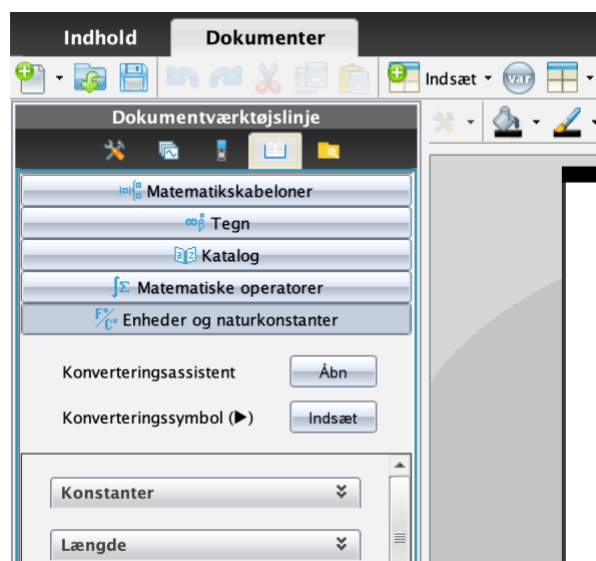 Indhold Dokumenter
Indsæt var
Dokumentværktøjslinje
Matematikskabeloner
∞β° Tegn
Katalog
∫Σ Matematiske operatorer
F°/C° Enheder og naturkonstanter
Konverteringsassistent Åbn
Konverteringssymbol (▶) Indsæt
Konstanter
Længde